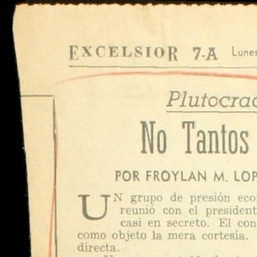 EXCELSIOR 7-A Lunes
Plutocrac
No Tantos
POR FROYLAN M. LOP
UN grupo de presión eco
reunió con el president
casi en secreto. El con
como objeto la mera cortesía.
directa.